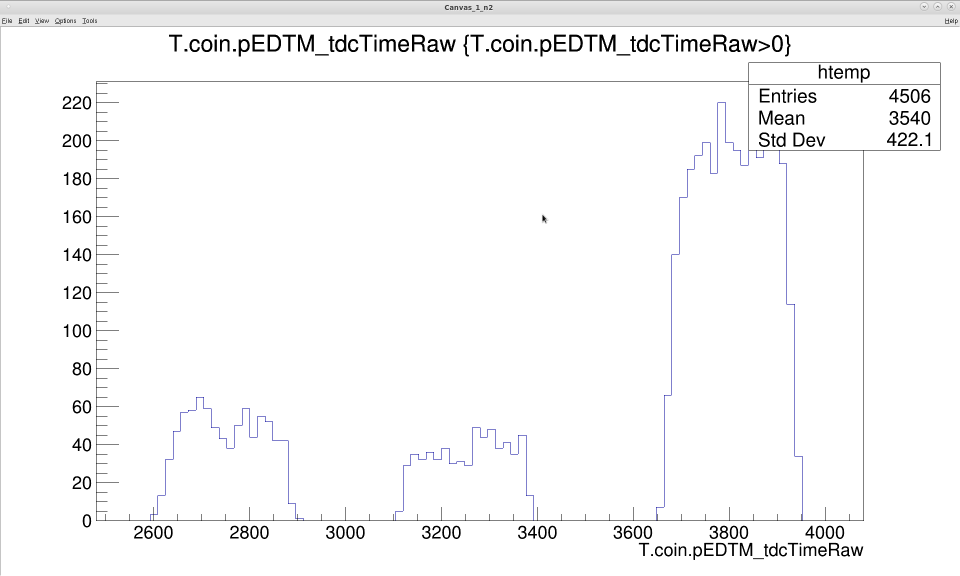 Canvas_1_n2
File Edit View Options Tools Help
T.coin.pEDTM_tdcTimeRaw {T.coin.pEDTM_tdcTimeRaw>0}
htemp
Entries 4506
Mean 3540
Std Dev 422.1
220
200
180
160
140
120
100
80
60
40
20
0
2600 2800 3000 3200 3400 3600 3800 4000
T.coin.pEDTM_tdcTimeRaw